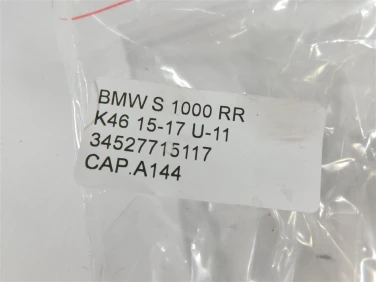 BMW S 1000 RR
K46 15-17 U-11
34527715117
CAP.A144